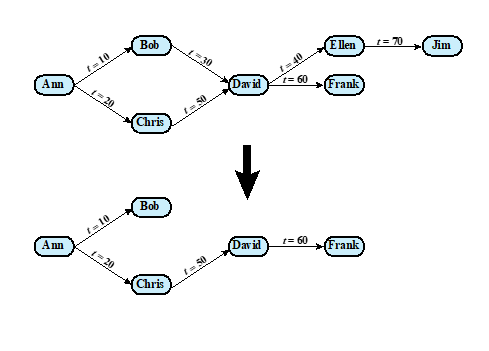 Bob
Ellen
Jim
t = 10
t = 30
t = 40
t = 70
Ann
David
t = 60
Frank
t = 20
t = 50
Chris
Bob
t = 10
Ann
David
t = 60
Frank
t = 20
t = 50
Chris